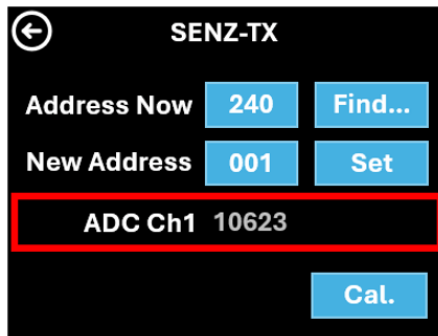 SENZ-TX
Address Now 240 Find...
New Address 001 Set
ADC Ch1 10623
Cal.